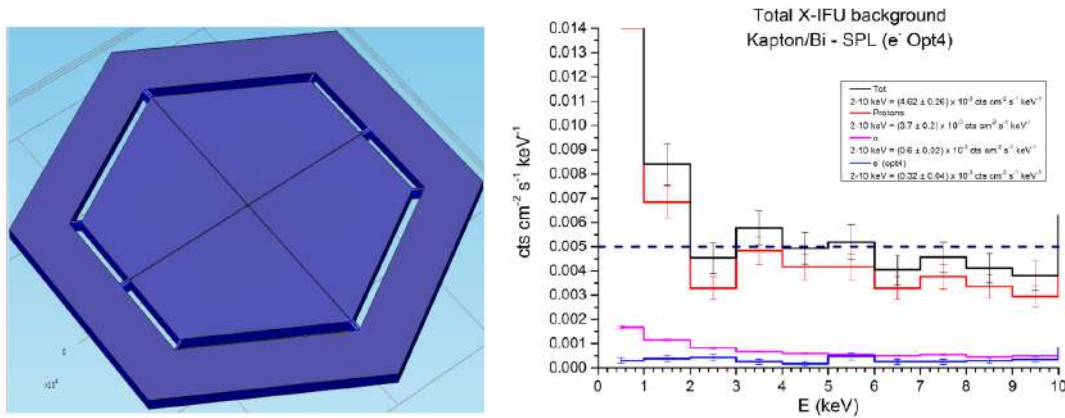 0
x10⁴
Total X-IFU background
Kapton/Bi - SPL (e⁻ Opt4)
0.014
0.013
0.012
0.011
0.010
0.009
0.008
0.007
0.006
0.005
0.004
0.003
0.002
0.001
0.000
cts cm⁻² s⁻¹ keV⁻¹
Tot
2-10 keV = (4.62 ± 0.26) x 10⁻³ cts cm⁻² s⁻¹ keV⁻¹
Protons
2-10 keV = (3.7 ± 0.2) x 10⁻³ cts cm⁻² s⁻¹ keV⁻¹
α
2-10 keV = (0.6 ± 0.02) x 10⁻³ cts cm⁻² s⁻¹ keV⁻¹
e⁻ (opt4)
2-10 keV = (0.32 ± 0.04) x 10⁻³ cts cm⁻² s⁻¹ keV⁻¹
0 1 2 3 4 5 6 7 8 9 10
E (keV)